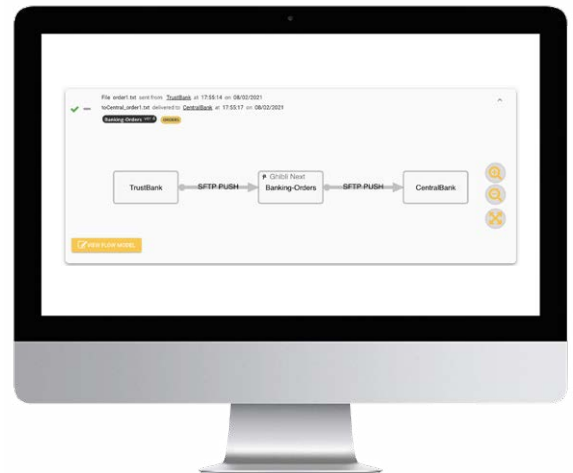 File order1.txt sent from TrustBank at 17:55:14 on 08/02/2021
toCentral_order1.txt delivered to CentralBank at 17:55:17 on 08/02/2021
Banking-Orders
TrustBank
SFTP PUSH
Ghibli Next
Banking-Orders
SFTP PUSH
CentralBank
VIEW FLOW MODEL